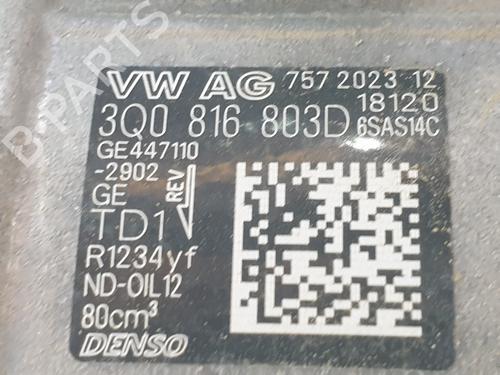 VW AG 757 2023 12
18120
3Q0 816 803D 6SAS14C
GE447110
-2902
GE
REV
TD1
R1234yf
ND-OIL12
80cm³
DENSO
B-PARTS